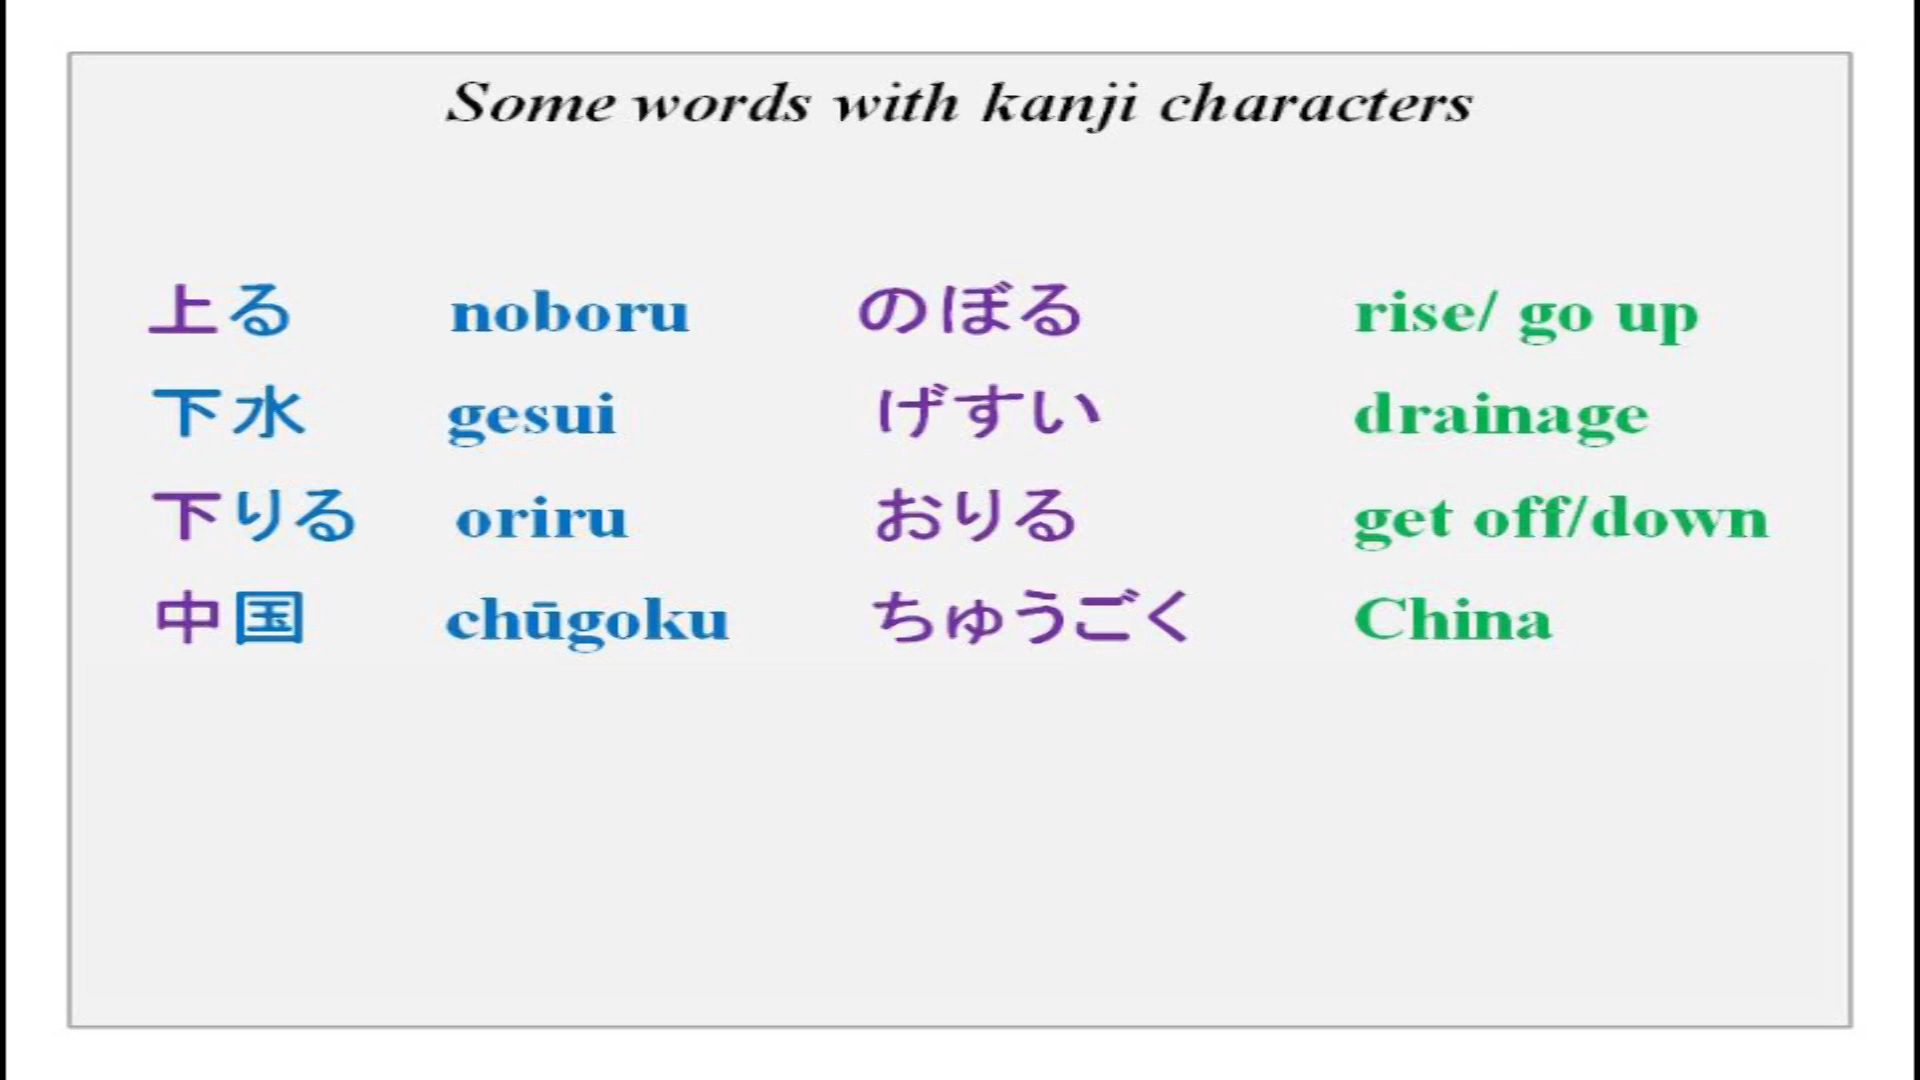 Some words with kanji characters
上る noboru のぼる rise/ go up
下水 gesui げすい drainage
下りる oriru おりる get off/down
中国 chūgoku ちゅうごく China